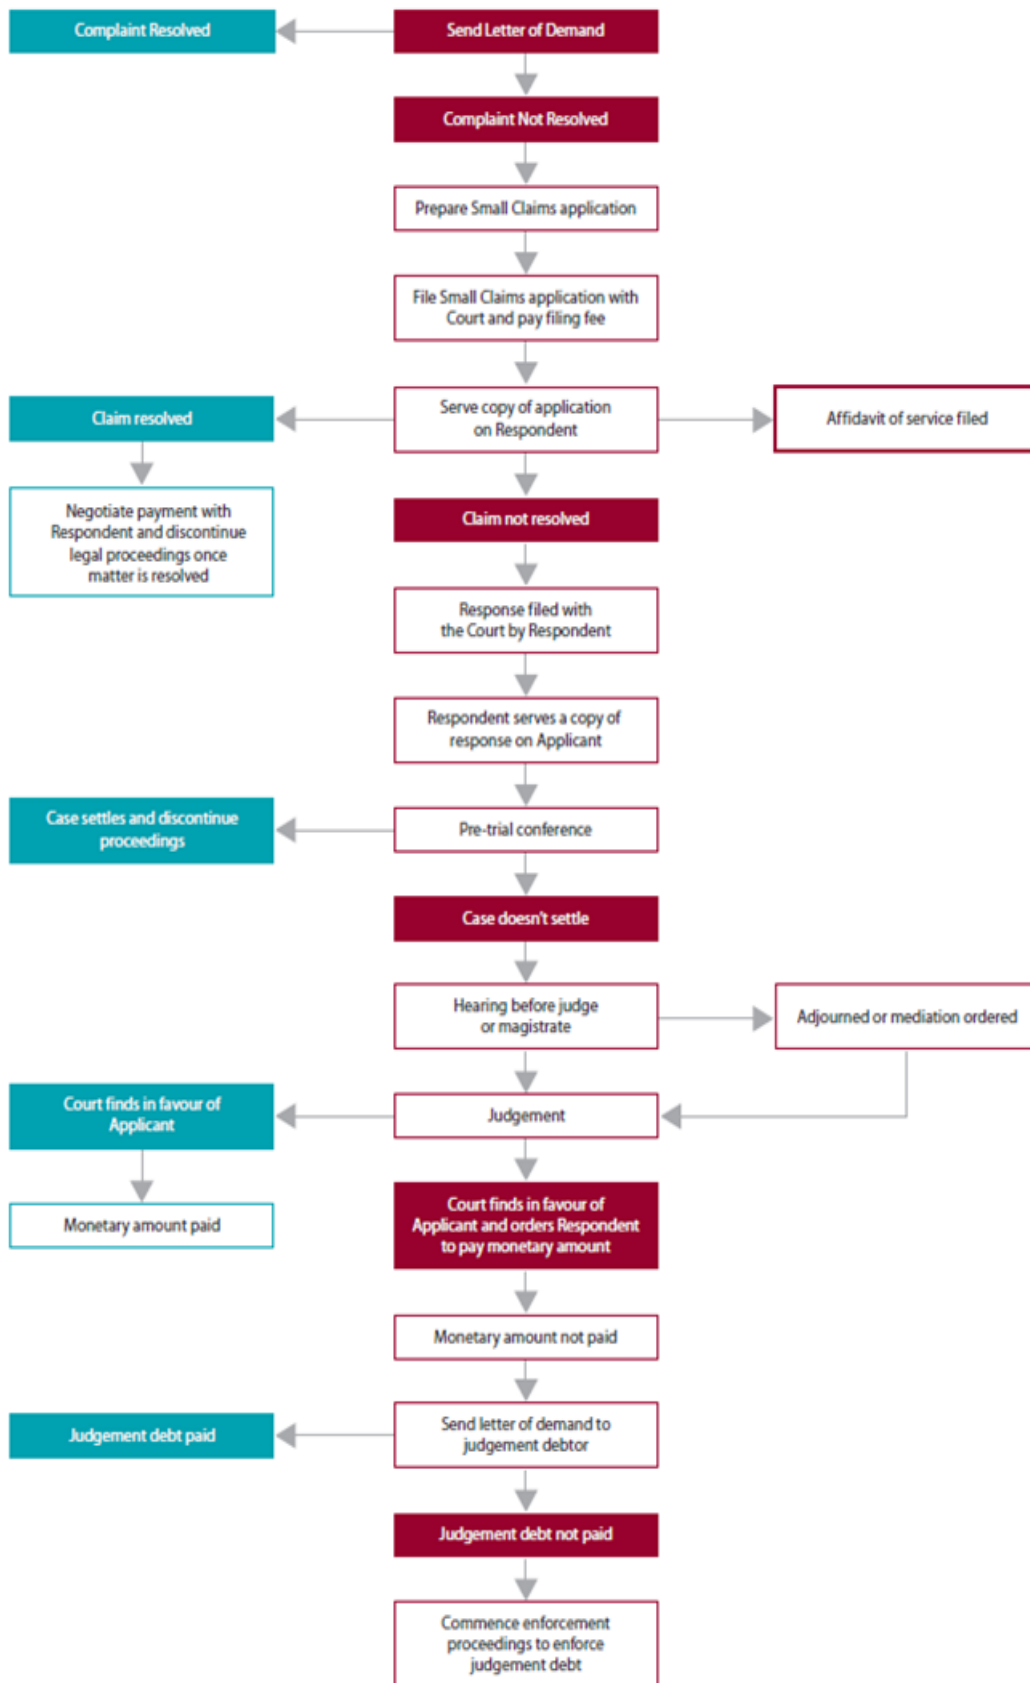 Complaint Resolved
Send Letter of Demand
Complaint Not Resolved
Prepare Small Claims application
File Small Claims application with
Court and pay filing fee
Claim resolved
Serve copy of application
on Respondent
Affidavit of service filed
Negotiate payment with
Respondent and discontinue
legal proceedings once
matter is resolved
Claim not resolved
Response filed with
the Court by Respondent
Respondent serves a copy of
response on Applicant
Case settles and discontinue
proceedings
Pre-trial conference
Case doesn't settle
Hearing before judge
or magistrate
Adjourned or mediation ordered
Court finds in favour of
Applicant
Judgement
Monetary amount paid
Court finds in favour of
Applicant and orders Respondent
to pay monetary amount
Monetary amount not paid
Judgement debt paid
Send letter of demand to
judgement debtor
Judgement debt not paid
Commence enforcement
proceedings to enforce
judgement debt